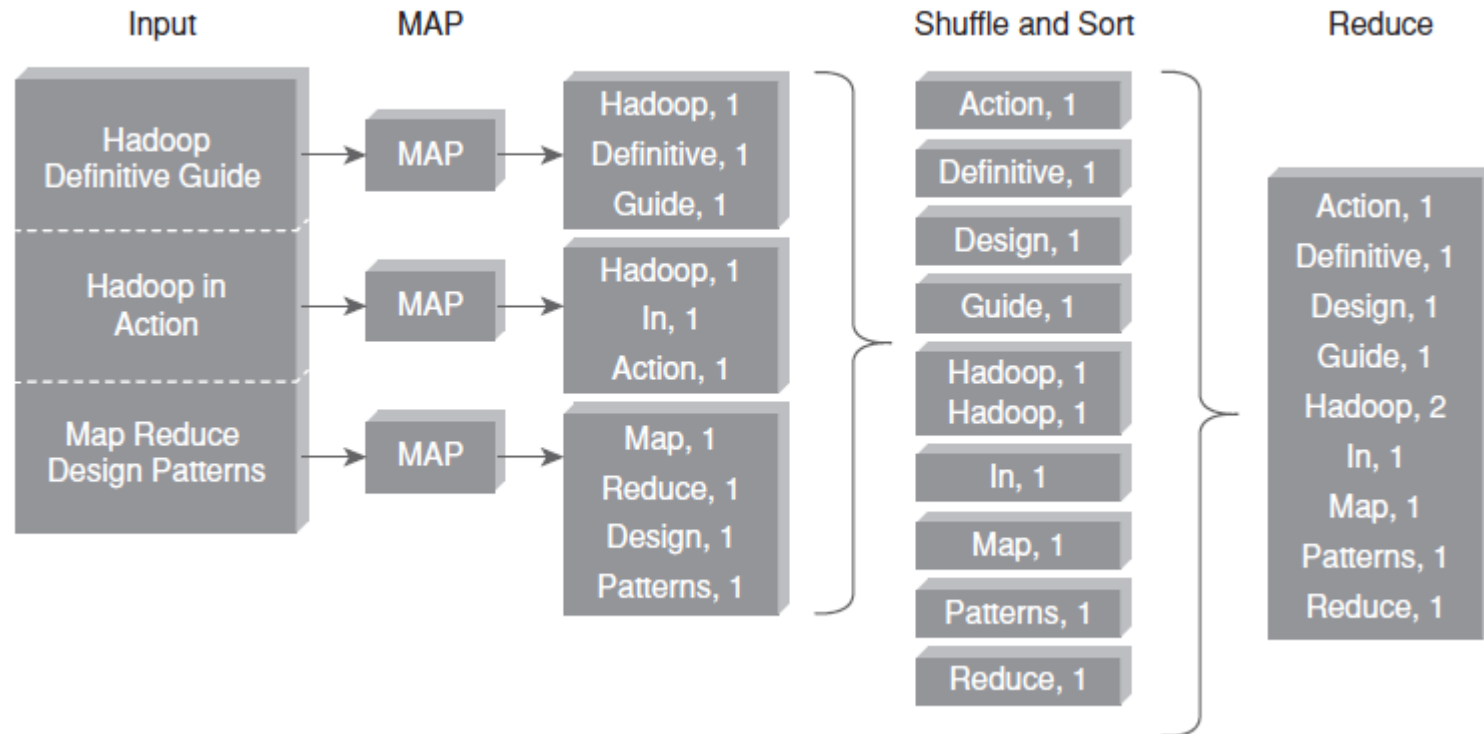 Input
MAP
Shuffle and Sort
Reduce
Hadoop
Definitive Guide
Hadoop in
Action
Map Reduce
Design Patterns
MAP
MAP
MAP
Hadoop, 1
Definitive, 1
Guide, 1
Hadoop, 1
In, 1
Action, 1
Map, 1
Reduce, 1
Design, 1
Patterns, 1
Action, 1
Definitive, 1
Design, 1
Guide, 1
Hadoop, 1
Hadoop, 1
In, 1
Map, 1
Patterns, 1
Reduce, 1
Action, 1
Definitive, 1
Design, 1
Guide, 1
Hadoop, 2
In, 1
Map, 1
Patterns, 1
Reduce, 1